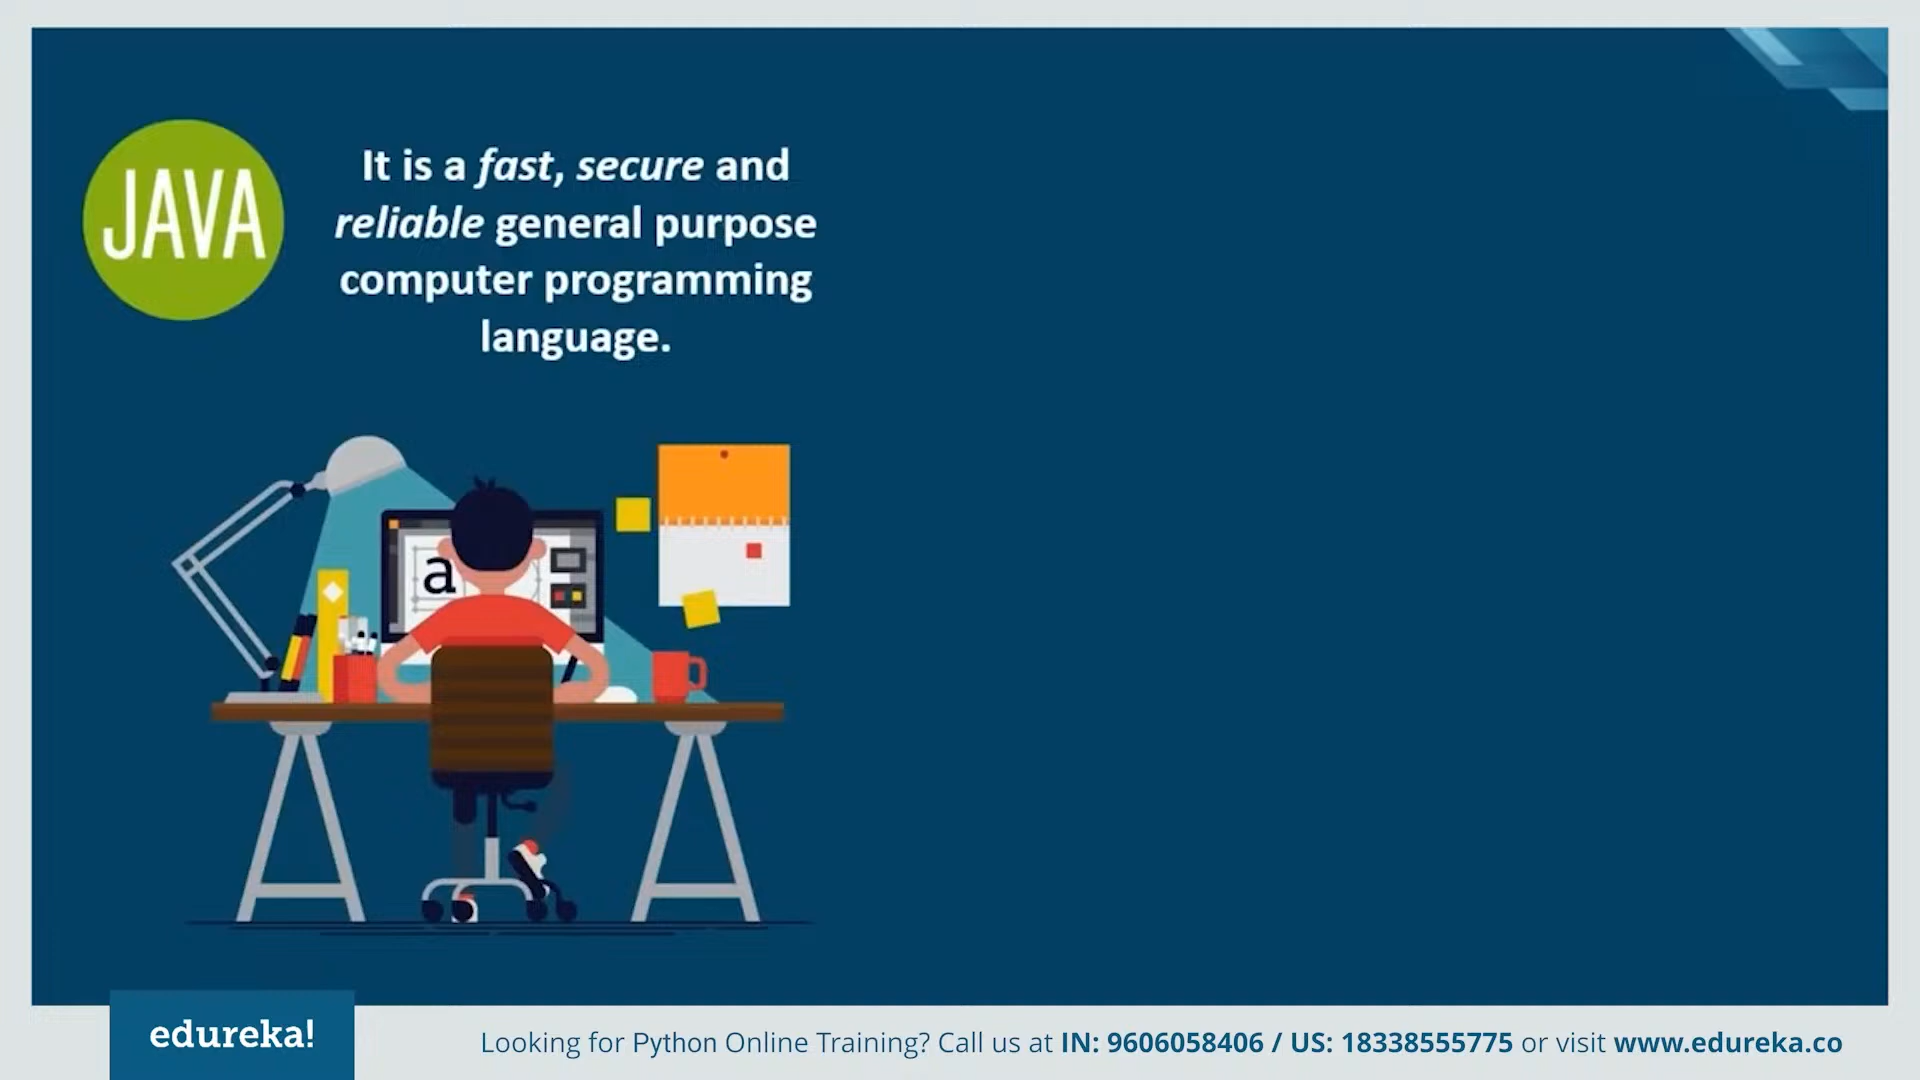 JAVA
It is a fast, secure and
reliable general purpose
computer programming
language.
a
edureka!
Looking for Python Online Training? Call us at IN: 9606058406 / US: 18338555775 or visit www.edureka.co